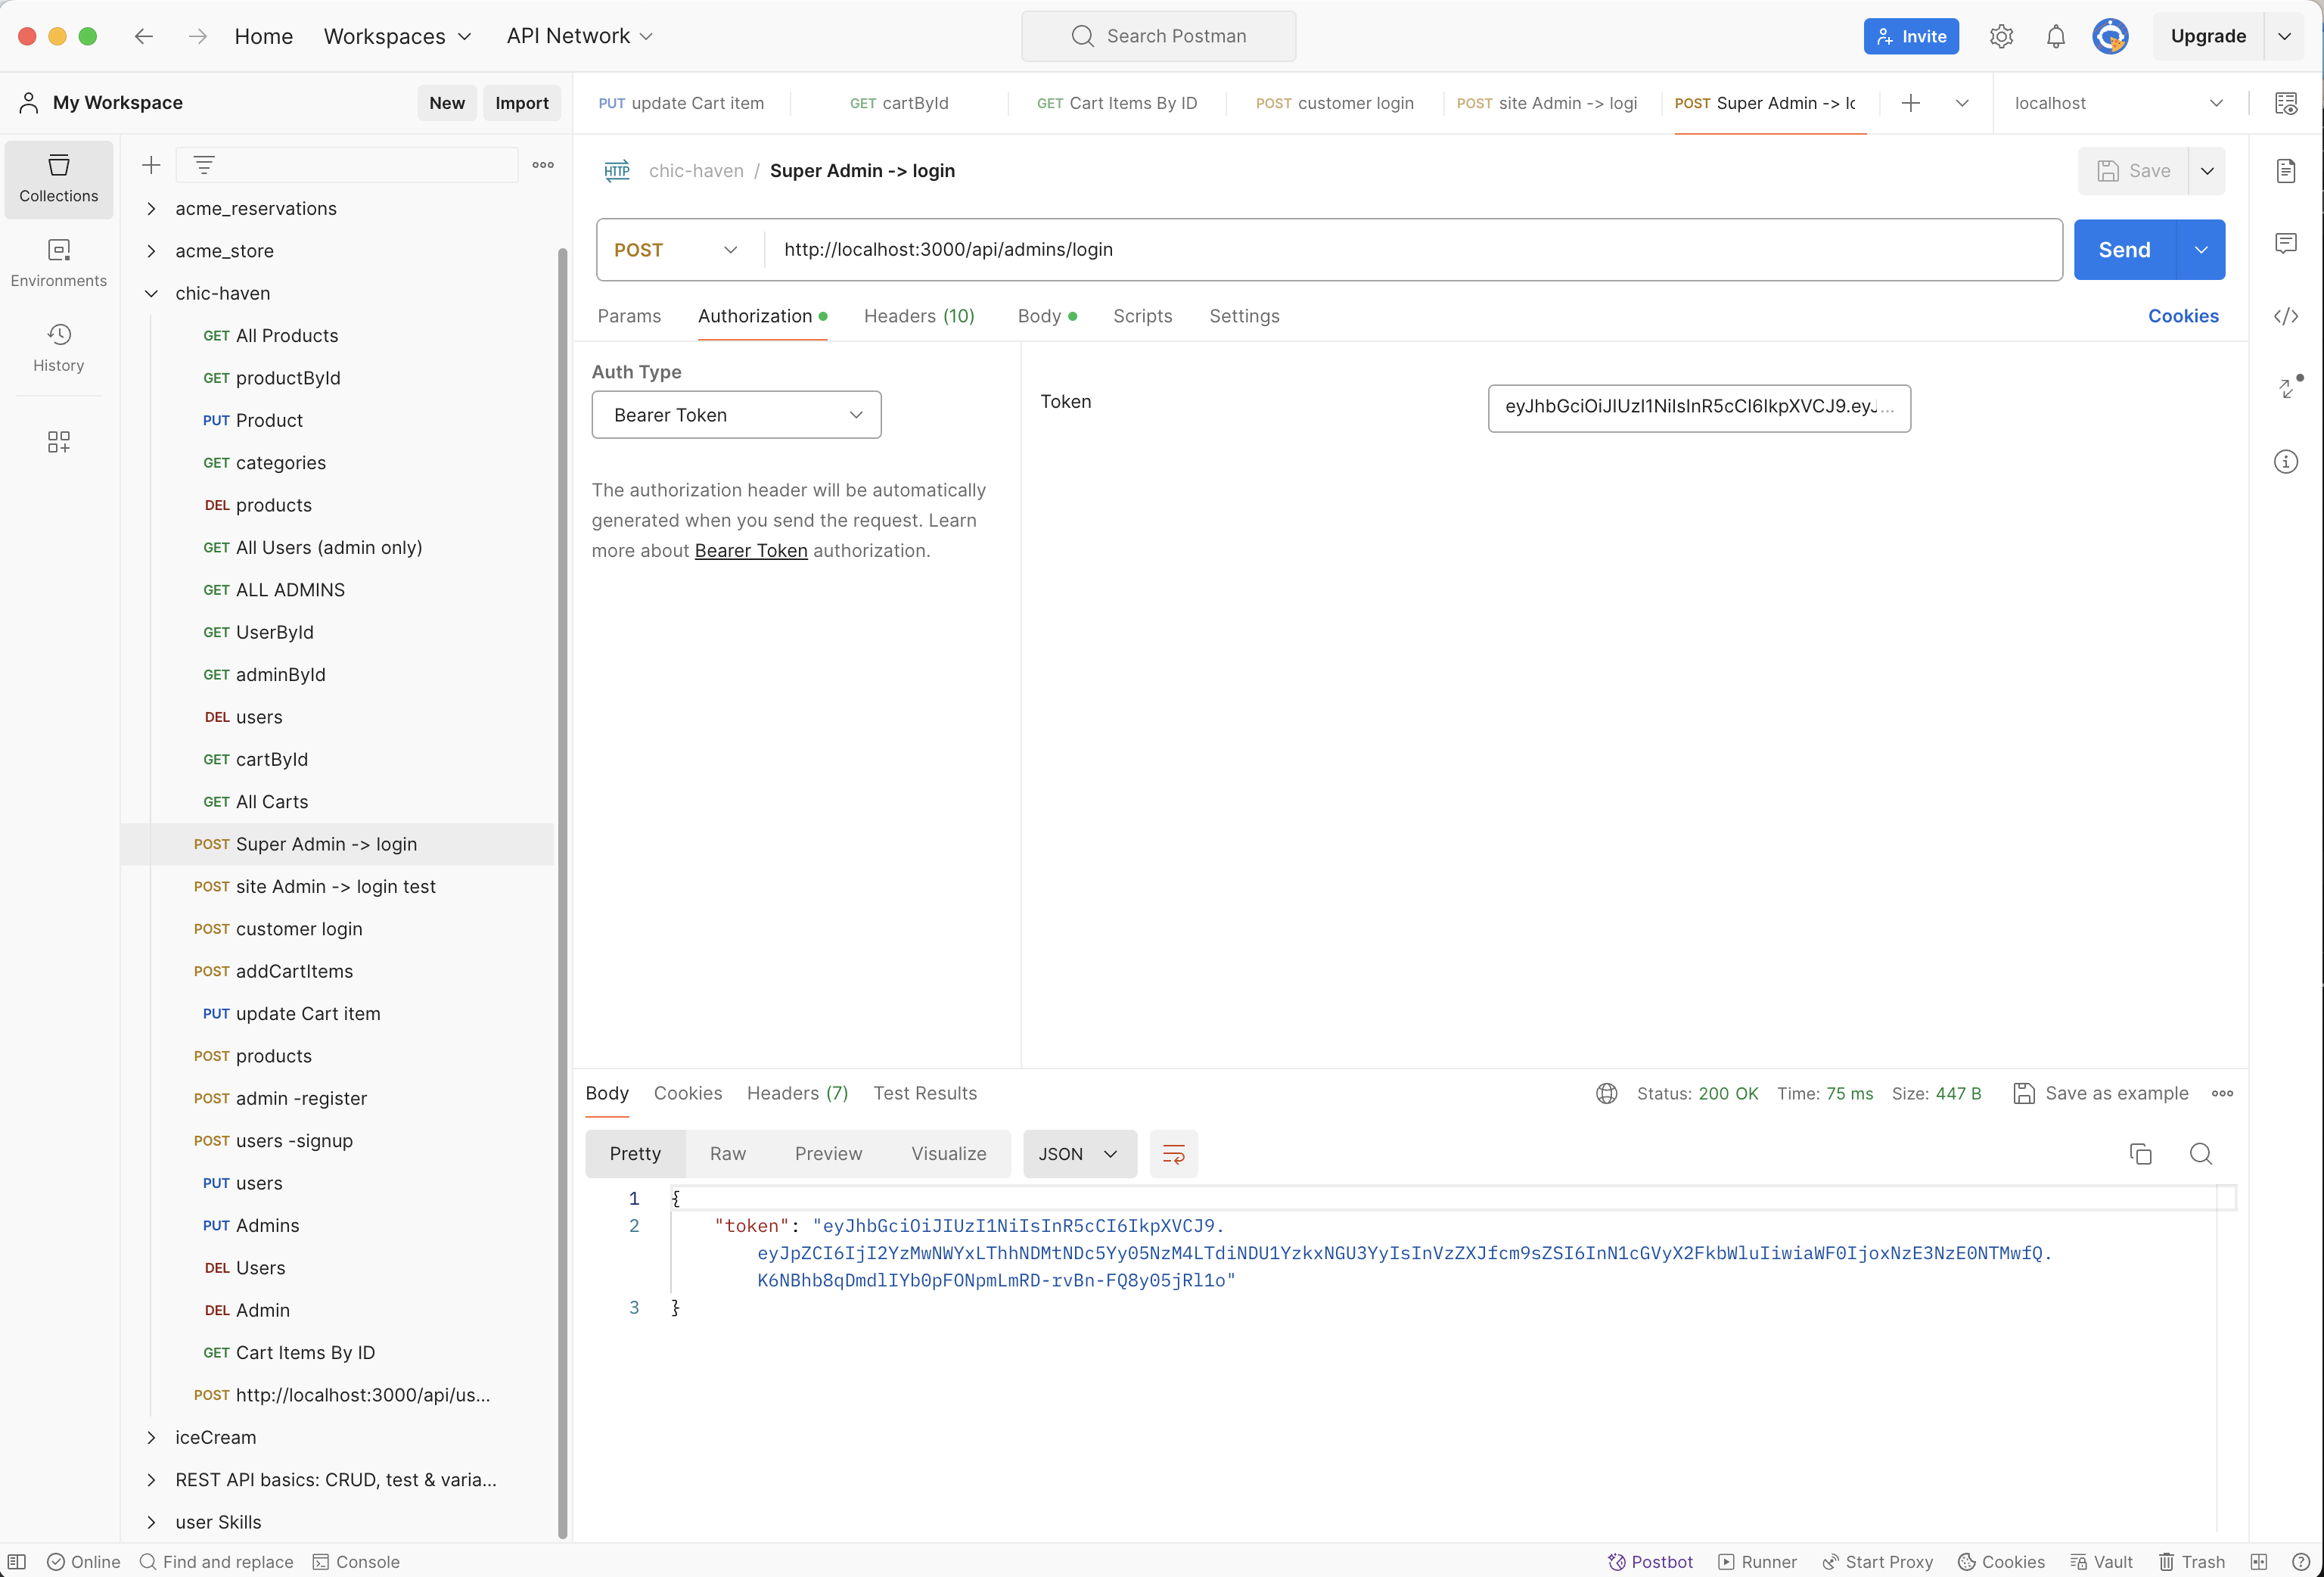 Home
Workspaces
API Network
Search Postman
Invite
Upgrade
My Workspace
New
Import
PUT update Cart item
GET cartById
GET Cart Items By ID
POST customer login
POST site Admin -> logi
POST Super Admin -> lo
localhost
Collections
Environments
History
acme_reservations
acme_store
chic-haven
GET All Products
GET productById
PUT Product
GET categories
DEL products
GET All Users (admin only)
GET ALL ADMINS
GET UserById
GET adminById
DEL users
GET cartById
GET All Carts
POST Super Admin -> login
POST site Admin -> login test
POST customer login
POST addCartItems
PUT update Cart item
POST products
POST admin -register
POST users -signup
PUT users
PUT Admins
DEL Users
DEL Admin
GET Cart Items By ID
POST http://localhost:3000/api/us...
iceCream
REST API basics: CRUD, test & varia...
user Skills
HTTP chic-haven / Super Admin -> login
Save
POST http://localhost:3000/api/admins/login
Send
Params Authorization Headers (10) Body Scripts Settings
Cookies
Auth Type
Bearer Token
The authorization header will be automatically
generated when you send the request. Learn
more about Bearer Token authorization.
Token
eyJhbGciOiJIUzI1NiIsInR5cCI6IkpXVCJ9.eyJ...
Body Cookies Headers (7) Test Results
Status: 200 OK Time: 75 ms Size: 447 B
Save as example
Pretty Raw Preview Visualize
JSON
1 {
2 "token": "eyJhbGciOiJIUzI1NiIsInR5cCI6IkpXVCJ9.
eyJpZCI6IjI2YzMwNWYxLThhNDMtNDc5Yy05NzM4LTdiNDU1YzkxNGU3YyIsInVzZXJfcm9sZSI6InN1cGVyX2FkbWluIiwiaWF0IjoxNzE3NzE0NTMwfQ.
K6NBhb8qDmdlIYb0pFONpmLmRD-rvBn-FQ8y05jRl1o"
3 }
Online
Find and replace
Console
Postbot
Runner
Start Proxy
Cookies
Vault
Trash